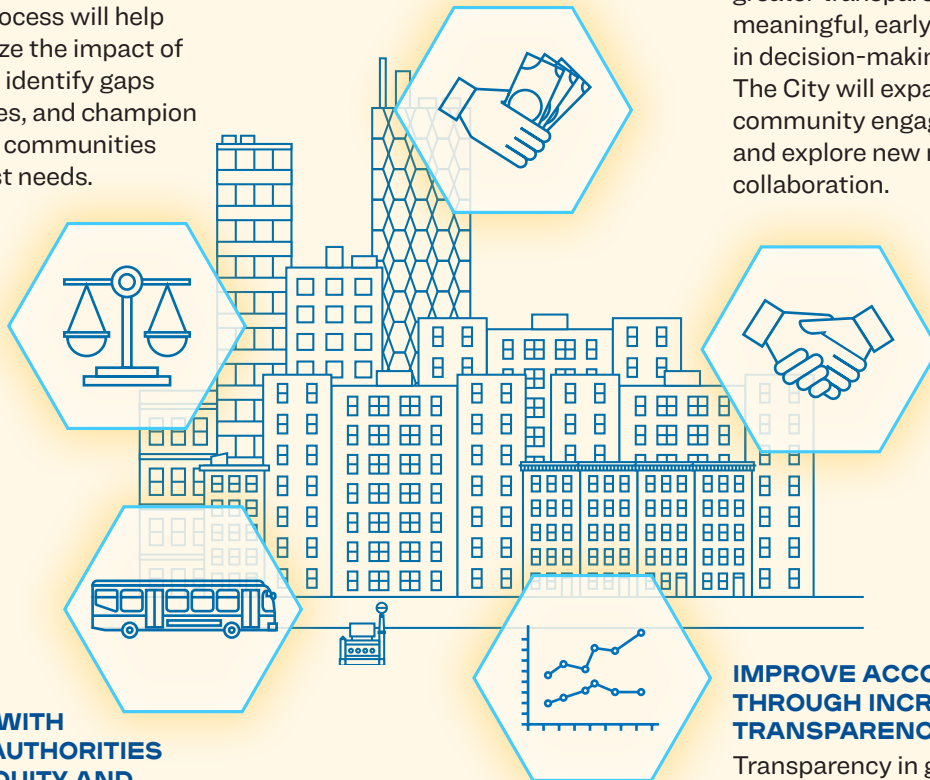 ocess will help
ze the impact of
identify gaps
es, and champion
communities
st needs.
meaningful, early
in decision-makin
The City will expa
community engag
and explore new
collaboration.
WITH
AUTHORITIES
QUITY AND
IMPROVE ACCO
THROUGH INCR
TRANSPARENC
Transparency in g